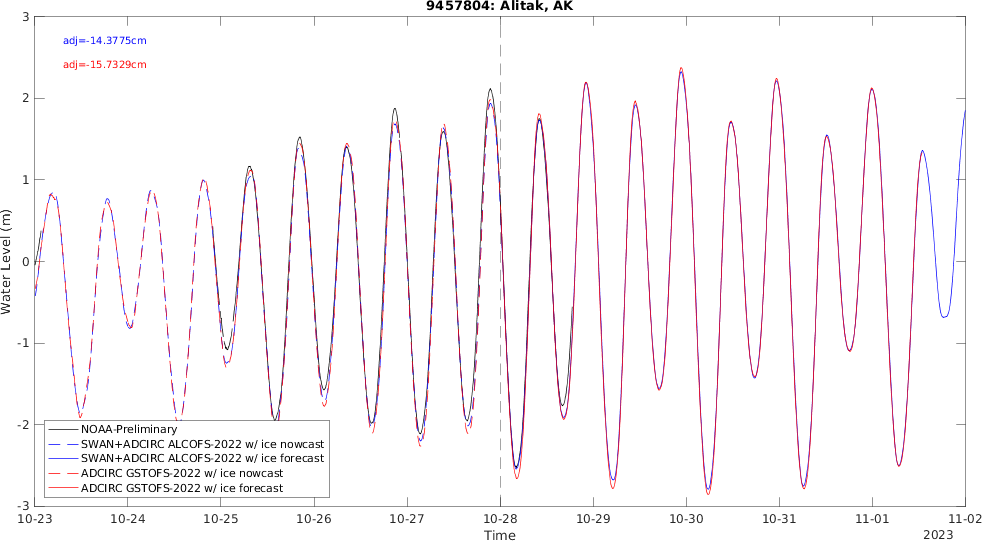 9457804: Alitak, AK
adj=-14.3775cm
adj=-15.7329cm
Water Level (m)
3
2
1
0
-1
-2
-3
NOAA-Preliminary
SWAN+ADCIRC ALCOFS-2022 w/ ice nowcast
SWAN+ADCIRC ALCOFS-2022 w/ ice forecast
ADCIRC GSTOFS-2022 w/ ice nowcast
ADCIRC GSTOFS-2022 w/ ice forecast
10-23 10-24 10-25 10-26 10-27 10-28 10-29 10-30 10-31 11-01 11-02
Time
2023